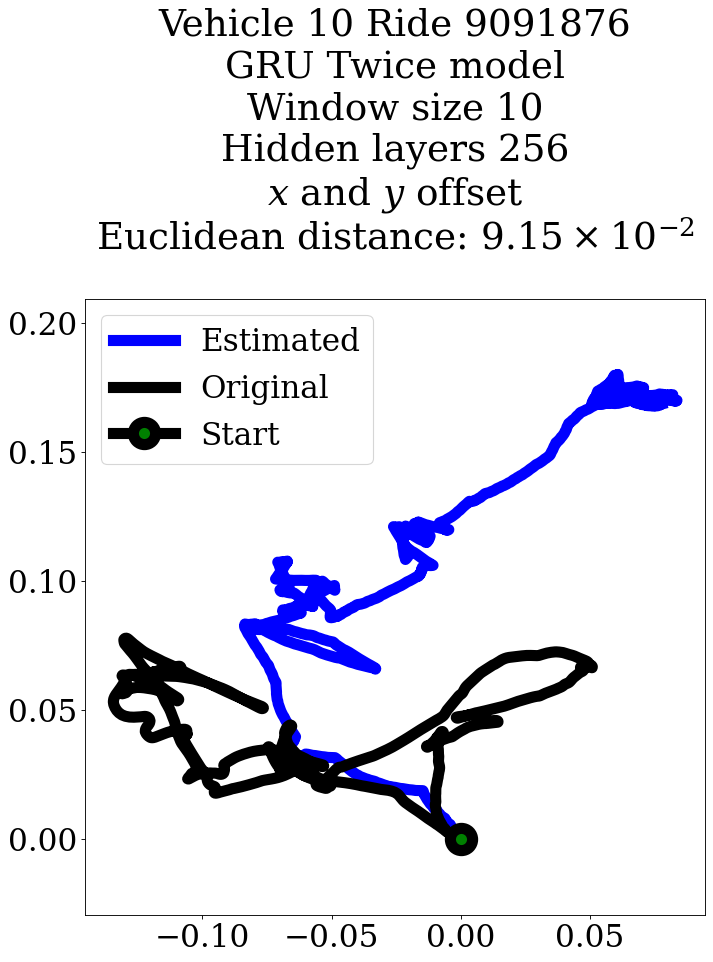 Vehicle 10 Ride 9091876
GRU Twice model
Window size 10
Hidden layers 256
x and y offset
Euclidean distance: 9.15 × 10⁻²
Estimated
Original
Start
0.20
0.15
0.10
0.05
0.00
−0.10 −0.05 0.00 0.05